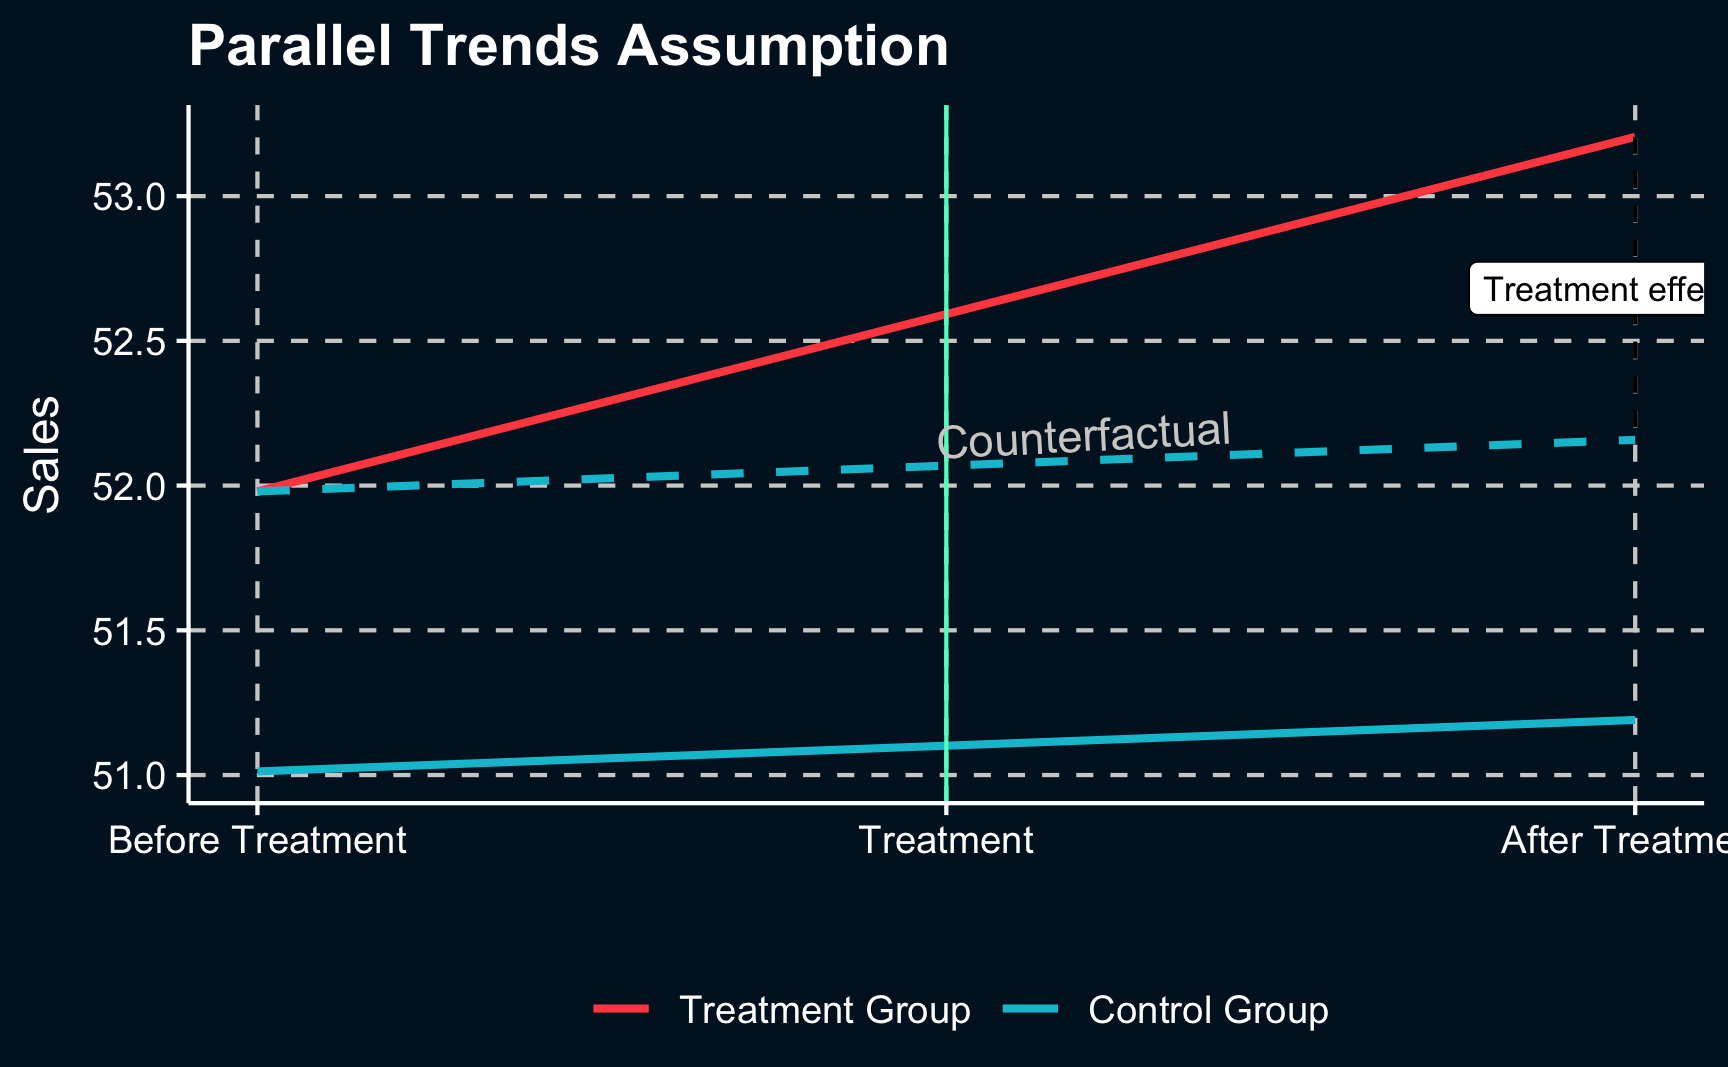 Parallel Trends Assumption
Sales
53.0
52.5
52.0
51.5
51.0
Treatment effe
Counterfactual
Before Treatment
Treatment
After Treatme
Treatment Group
Control Group